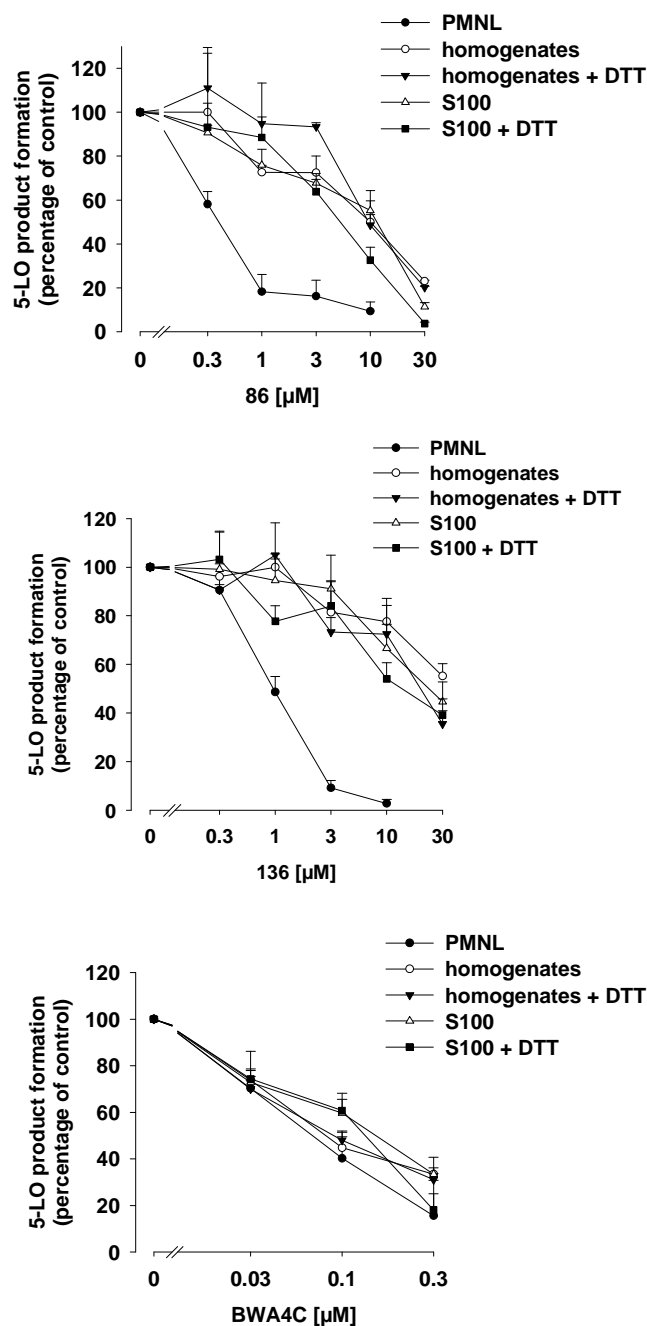 PMNL
homogenates
homogenates + DTT
S100
S100 + DTT
5-LO product formation
(percentage of control)
120
100
80
60
40
20
0
0 0.3 1 3 10 30
86 [µM]
PMNL
homogenates
homogenates + DTT
S100
S100 + DTT
5-LO product formation
(percentage of control)
120
100
80
60
40
20
0
0 0.3 1 3 10 30
136 [µM]
PMNL
homogenates
homogenates + DTT
S100
S100 + DTT
5-LO product formation
(percentage of control)
120
100
80
60
40
20
0
0 0.03 0.1 0.3
BWA4C [µM]